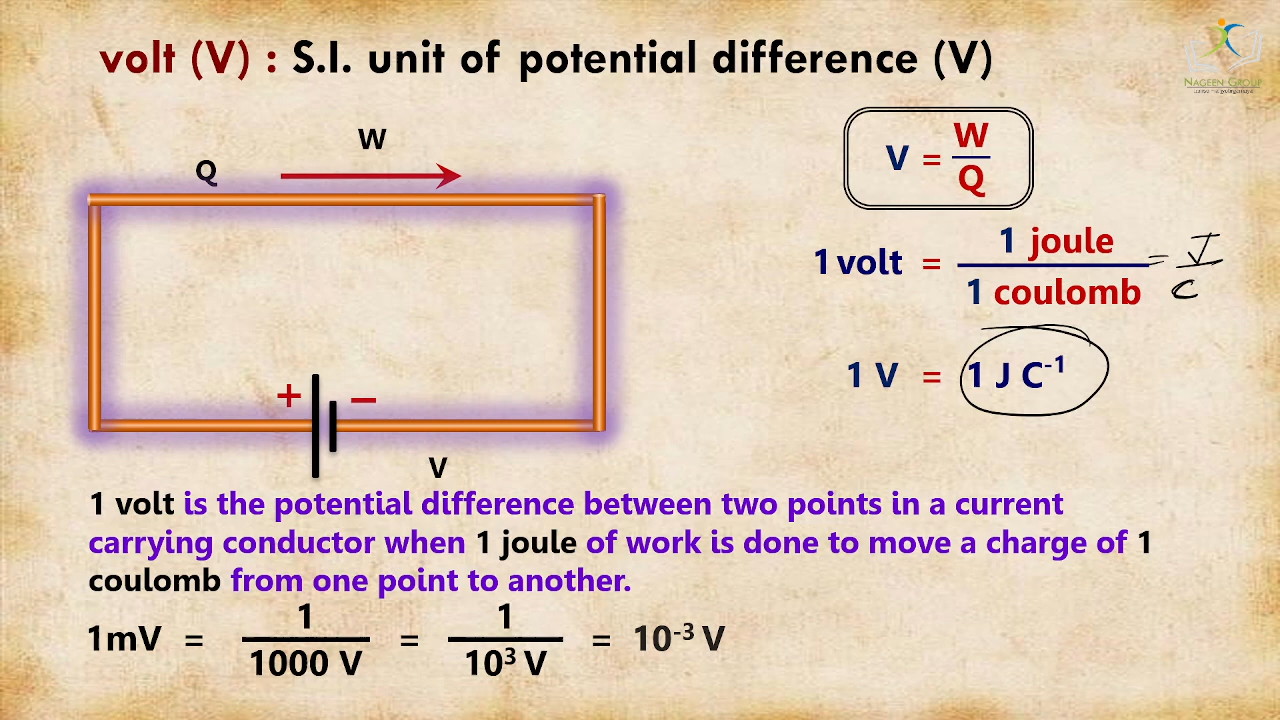 volt (V) : S.I. unit of potential difference (V)
NAGEEN GROUP
W
Q
V = W/Q
1 volt = 1 joule / 1 coulomb = J/C
1 V = 1 J C⁻¹
+ −
V
1 volt is the potential difference between two points in a current
carrying conductor when 1 joule of work is done to move a charge of 1
coulomb from one point to another.
1mV = 1/1000 V = 1/10³ V = 10⁻³ V